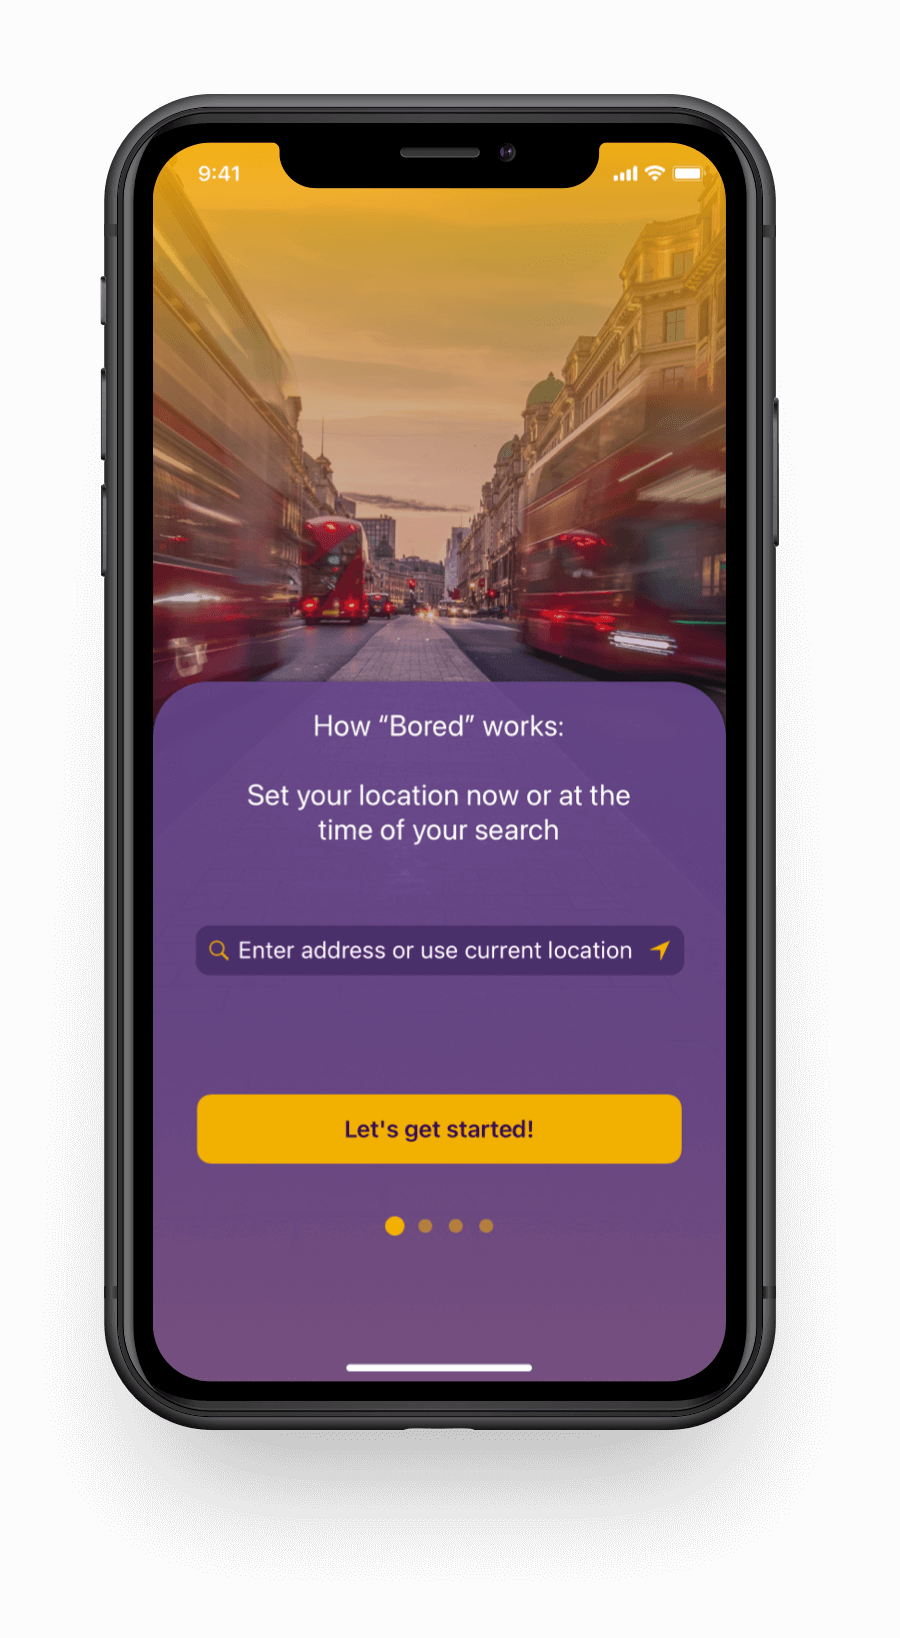 9:41
How “Bored” works:
Set your location now or at the
time of your search
Enter address or use current location
Let's get started!